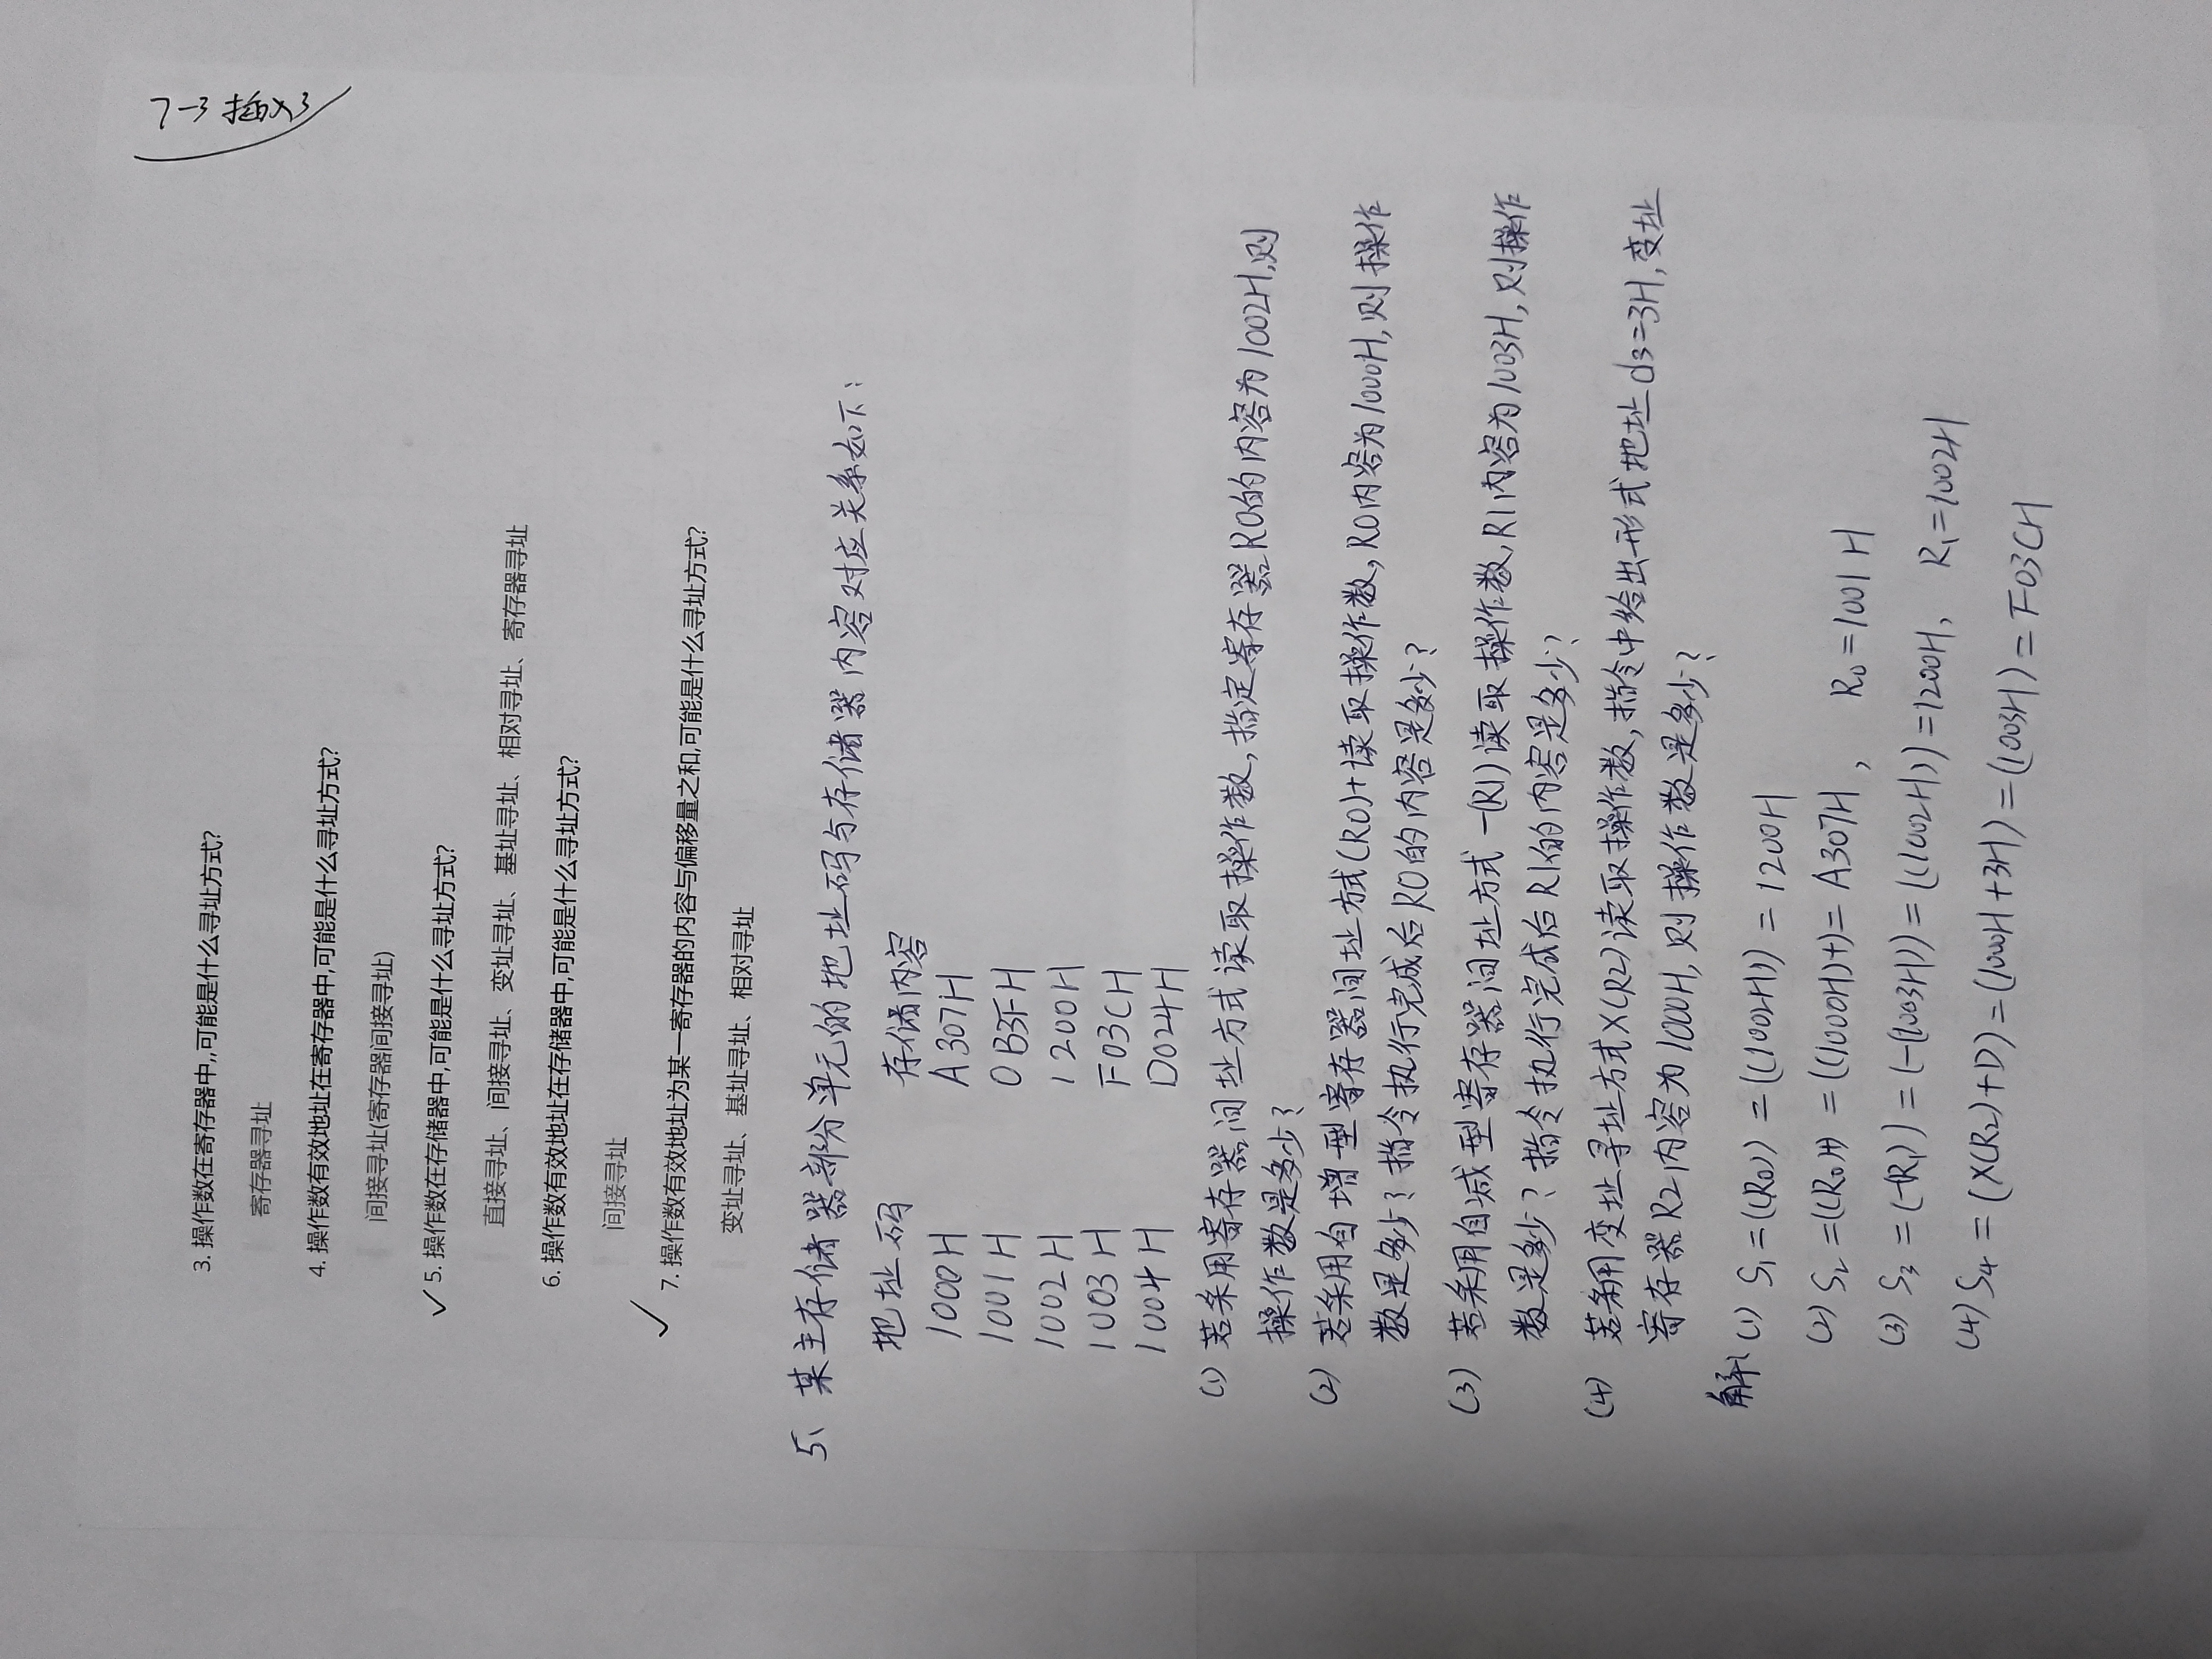 7-3 插入3
3. 操作数在寄存器中,,可能是什么寻址方式?
寄存器寻址
4. 操作数有效地址在寄存器中,可能是什么寻址方式?
间接寻址(寄存器间接寻址)
✓ 5. 操作数在存储器中,可能是什么寻址方式?
直接寻址、间接寻址、变址寻址、基址寻址、相对寻址、寄存器寻址
6. 操作数有效地址在存储器中,可能是什么寻址方式?
间接寻址
✓ 7. 操作数有效地址为某一寄存器的内容与偏移量之和,可能是什么寻址方式?
变址寻址、基址寻址、相对寻址
5、某主存储器部分单元的地址码与存储器内容对应关系如下:
地址码 存储内容
1000H A307H
1001H 0B3FH
1002H 1200H
1003H F03CH
1004H D024H
(1) 若采用寄存器间址方式读取操作数,指定寄存器R0的内容为1002H,则
操作数是多少?
(2) 若采用自增型寄存器间址方式(R0)+读取操作数,R0内容为1000H,则操作
数是多少?指令执行完成后R0的内容是多少?
(3) 若采用自减型寄存器间址方式-(R1)读取操作数,R1内容为1003H,则操作
数是多少?指令执行完成后R1的内容是多少?
(4) 若采用变址寻址方式X(R2)读取操作数,指令中给出形式地址d3=3H,变址
寄存器R2内容为1000H,则操作数是多少?
解: (1) S₁=((R₀))=((1002H))=1200H
(2) S₂=((R₀)+)=((1000H)+)=A307H, R₀=1001H
(3) S₃=(-(R₁))=(-(1003H))=((1002H))=1200H, R₁=1002H
(4) S₄=(X(R₂)+D)=(1000H+3H)=(1003H)=F03CH